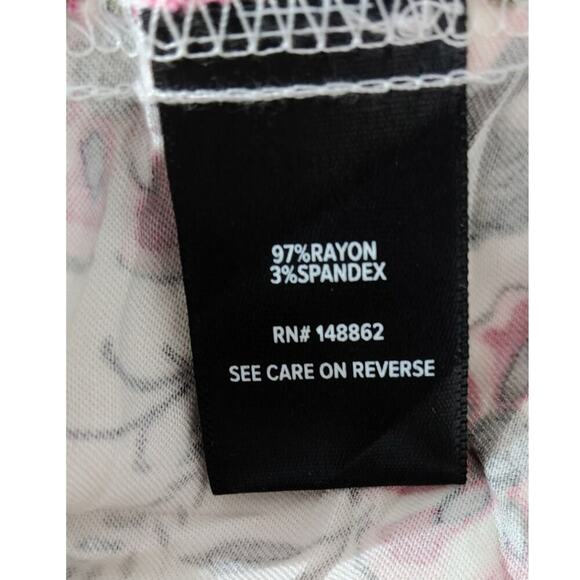 97%RAYON
3%SPANDEX
RN# 148862
SEE CARE ON REVERSE